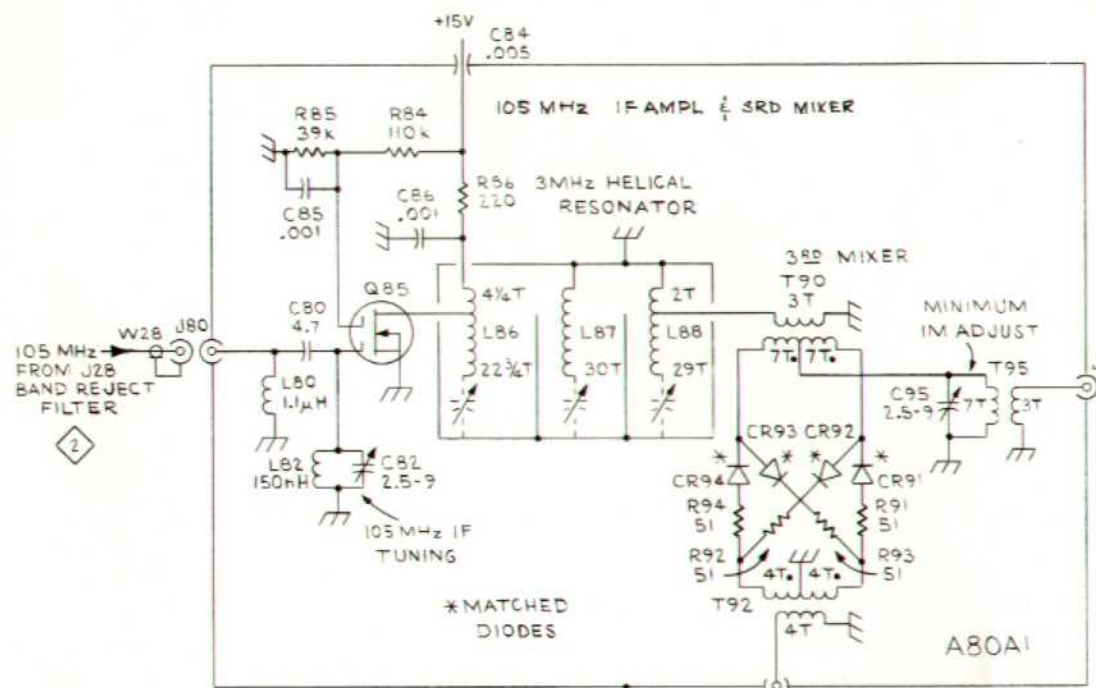 +15V
C84
.005
105 MHz IF AMPL & 3RD MIXER
R85
39k
R84
110k
C85
.001
C86
.001
R86
220
3MHz HELICAL
RESONATOR
Q85
C80
4.7
W28
J80
105 MHz
FROM J28
BAND REJECT
FILTER
2
L80
1.1μH
L82
150nH
C82
2.5-9
105 MHz IF
TUNING
4¼T
L86
22¾T
L87
30T
2T
L88
29T
3RD MIXER
T90
3T
7T
7T
MINIMUM
IM ADJUST
T95
C95
2.5-9
7T
3T
CR93
CR92
*
*
*
*
CR94
CR91
R94
51
R91
51
R92
51
R93
51
4T
4T
T92
4T
*MATCHED
DIODES
A80A1